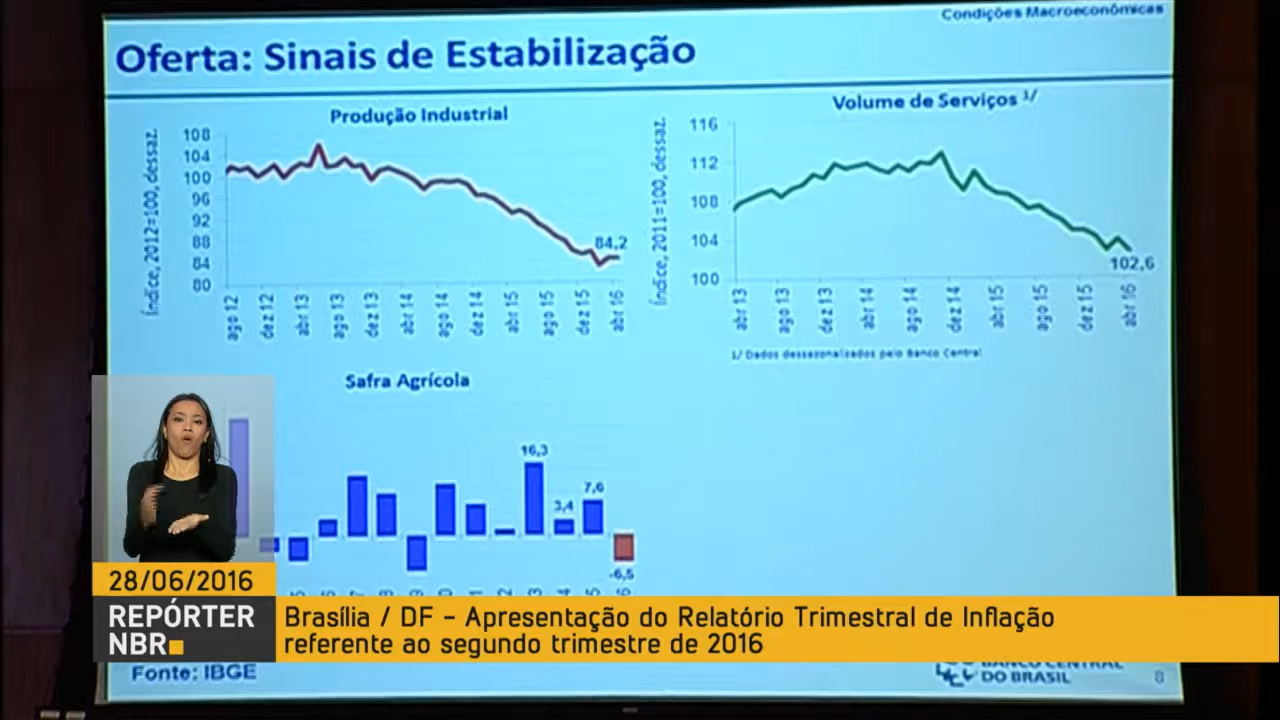 Condições Macroeconômicas
Oferta: Sinais de Estabilização
Produção Industrial
Índice, 2012=100, dessaz.
108
104
100
96
92
88
84
80
84,2
ago 12
dez 12
abr 13
ago 13
dez 13
abr 14
ago 14
dez 14
abr 15
ago 15
dez 15
abr 16
Volume de Serviços 1/
Índice, 2011=100, dessaz.
116
112
108
104
100
102,6
abr 13
ago 13
dez 13
abr 14
ago 14
dez 14
abr 15
ago 15
dez 15
abr 16
1/ Dados dessazonalizados pelo Banco Central
Safra Agrícola
16,3
3,4
7,6
-6,5
28/06/2016
REPÓRTER
NBR
Brasília / DF - Apresentação do Relatório Trimestral de Inflação
referente ao segundo trimestre de 2016
Fonte: IBGE
BANCO CENTRAL
DO BRASIL
8